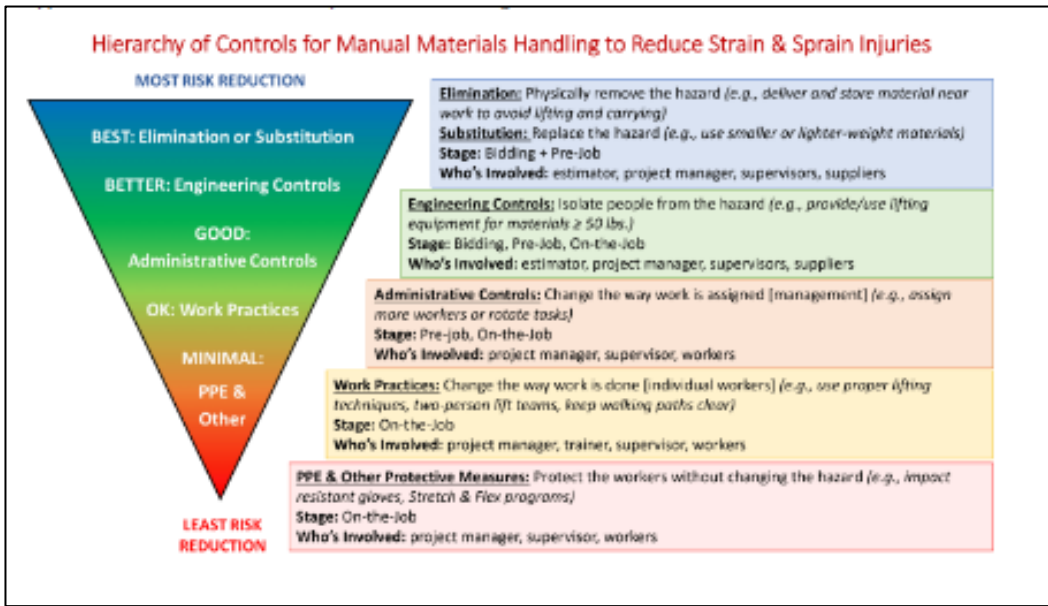 Hierarchy of Controls for Manual Materials Handling to Reduce Strain & Sprain Injuries
MOST RISK REDUCTION
BEST: Elimination or Substitution
BETTER: Engineering Controls
GOOD:
Administrative Controls
OK: Work Practices
MINIMAL:
PPE &
Other
LEAST RISK
REDUCTION
Elimination: Physically remove the hazard (e.g., deliver and store material near
work to avoid lifting and carrying)
Substitution: Replace the hazard (e.g., use smaller or lighter-weight materials)
Stage: Bidding + Pre-Job
Who's Involved: estimator, project manager, supervisors, suppliers
Engineering Controls: Isolate people from the hazard (e.g., provide/use lifting
equipment for materials ≥ 50 lbs.)
Stage: Bidding, Pre-Job, On-the-Job
Who's Involved: estimator, project manager, supervisors, suppliers
Administrative Controls: Change the way work is assigned [management] (e.g., assign
more workers or rotate tasks)
Stage: Pre-job, On-the-Job
Who's Involved: project manager, supervisor, workers
Work Practices: Change the way work is done [individual workers] (e.g., use proper lifting
techniques, two-person lift teams, keep walking paths clear)
Stage: On-the-Job
Who's Involved: project manager, trainer, supervisor, workers
PPE & Other Protective Measures: Protect the workers without changing the hazard (e.g., impact
resistant gloves, Stretch & Flex programs)
Stage: On-the-Job
Who's Involved: project manager, supervisor, workers